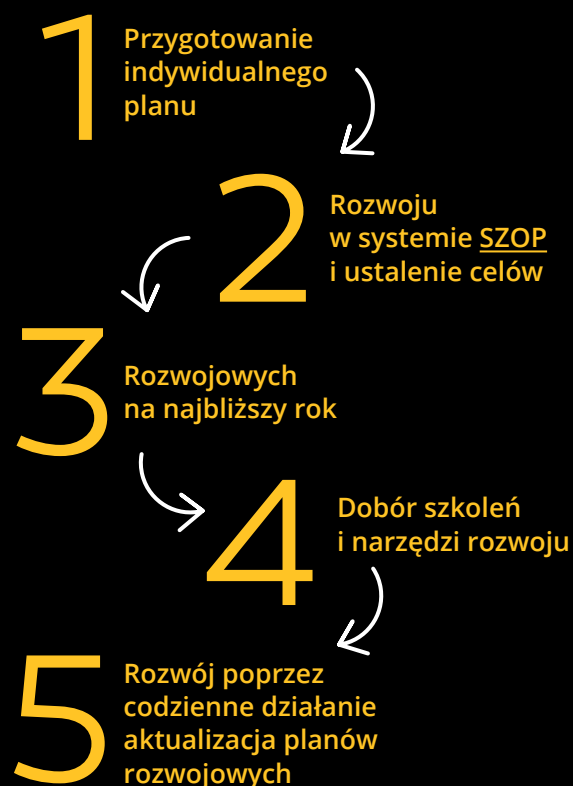 1
Przygotowanie
indywidualnego
planu
2
Rozwoju
w systemie SZOP
i ustalenie celów
3
Rozwojowych
na najbliższy rok
4
Dobór szkoleń
i narzędzi rozwoju
5
Rozwój poprzez
codzienne działanie
aktualizacja planów
rozwojowych